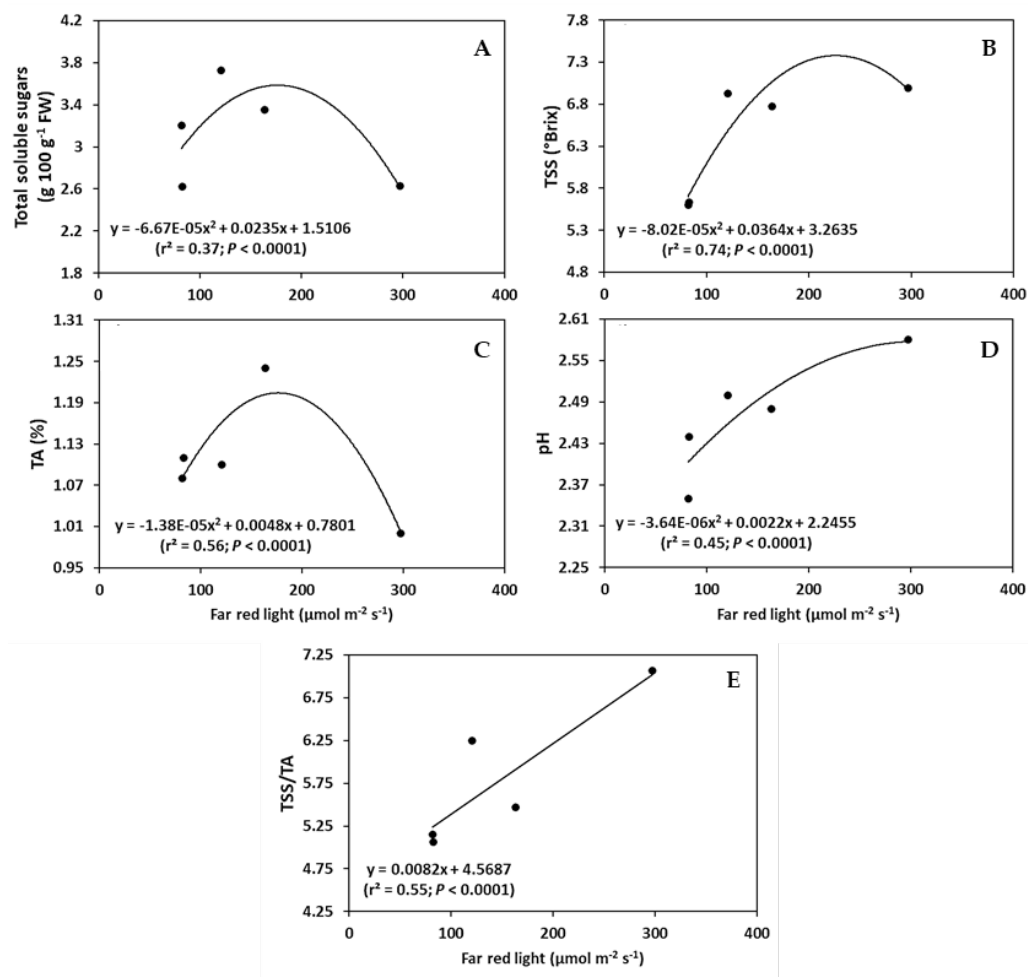 A
Total soluble sugars
(g 100 g⁻¹ FW)
4.2
3.6
3
2.4
1.8
y = -6.67E-05x² + 0.0235x + 1.5106
(r² = 0.37; P < 0.0001)
2.2
0 100 200 300 400
B
TSS (°Brix)
7.8
7.3
6.8
6.3
5.8
5.3
4.8
y = -8.02E-05x² + 0.0364x + 3.2635
(r² = 0.74; P < 0.0001)
0 100 200 300 400
C
TA (%)
1.31
1.25
1.19
1.13
1.07
1.01
0.95
y = -1.38E-05x² + 0.0048x + 0.7801
(r² = 0.56; P < 0.0001)
0 100 200 300 400
Far red light (µmol m⁻² s⁻¹)
D
pH
2.61
2.55
2.49
2.43
2.37
2.31
2.25
y = -3.64E-06x² + 0.0022x + 2.2455
(r² = 0.45; P < 0.0001)
0 100 200 300 400
Far red light (µmol m⁻² s⁻¹)
E
TSS/TA
7.25
6.25
5.75
5.25
4.75
4.25
y = 0.0082x + 4.5687
(r² = 0.55; P < 0.0001)
0 100 200 300 400
Far red light (µmol m⁻² s⁻¹)